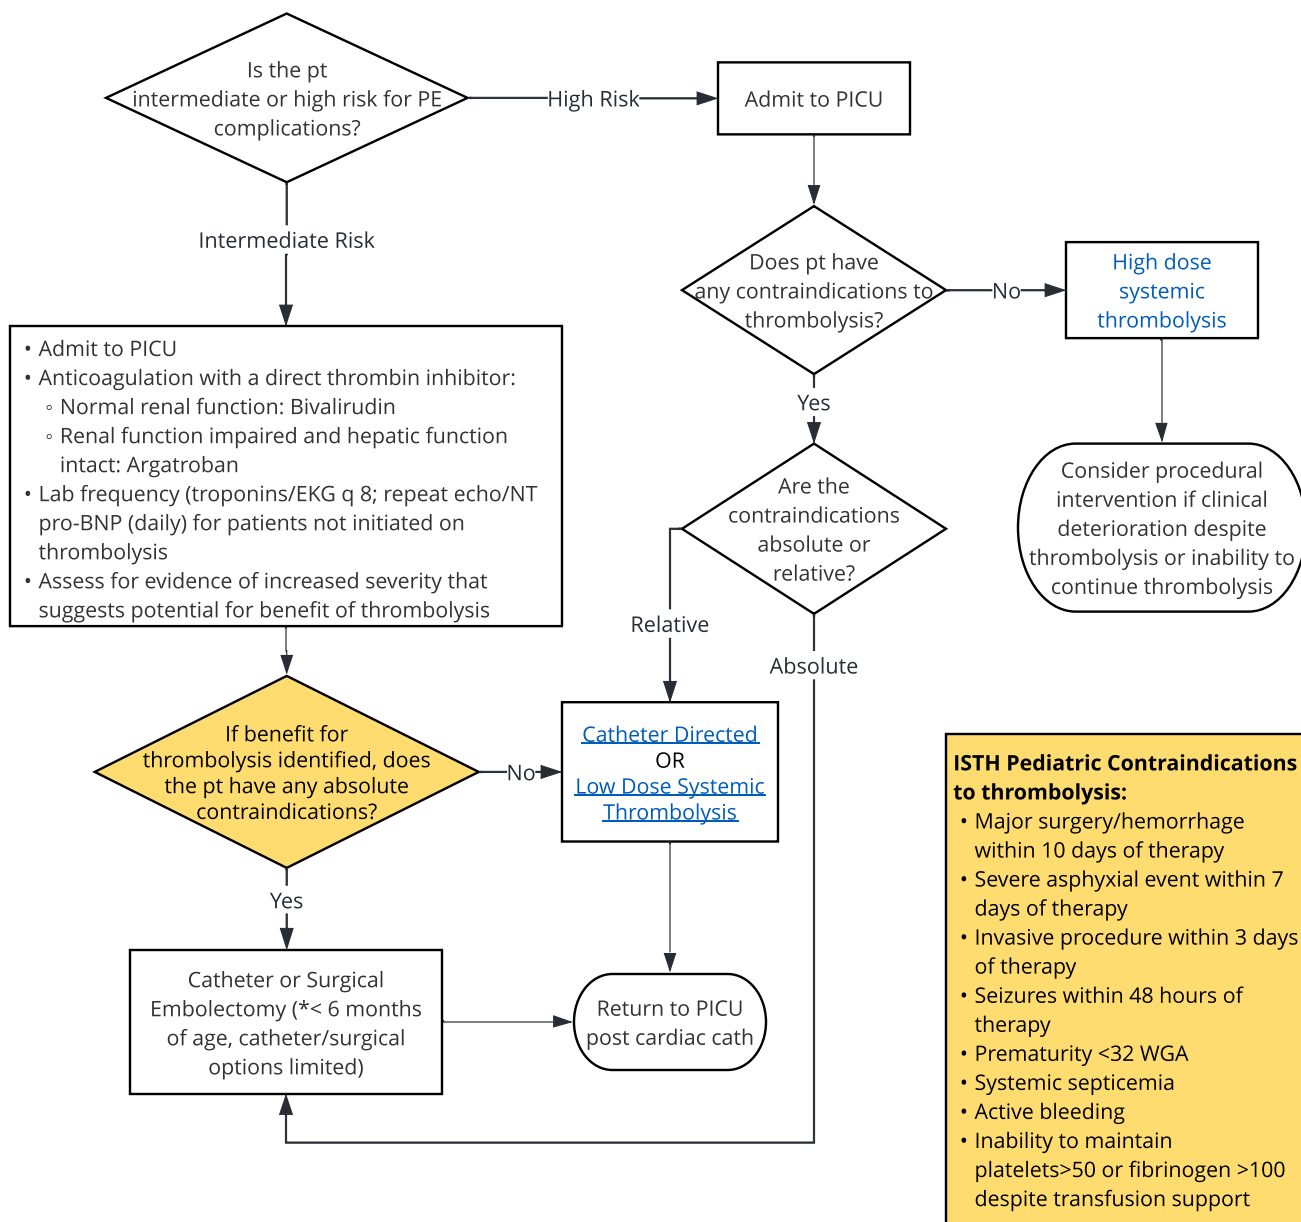 Is the pt
intermediate or high risk for PE
complications?
High Risk
Admit to PICU
Intermediate Risk
Does pt have
any contraindications to
thrombolysis?
No
High dose
systemic
thrombolysis
Yes
Consider procedural
intervention if clinical
deterioration despite
thrombolysis or inability to
continue thrombolysis
• Admit to PICU
• Anticoagulation with a direct thrombin inhibitor:
◦ Normal renal function: Bivalirudin
◦ Renal function impaired and hepatic function
intact: Argatroban
• Lab frequency (troponins/EKG q 8; repeat echo/NT
pro-BNP (daily) for patients not initiated on
thrombolysis
• Assess for evidence of increased severity that
suggests potential for benefit of thrombolysis
Are the
contraindications
absolute or
relative?
Relative
Absolute
If benefit for
thrombolysis identified, does
the pt have any absolute
contraindications?
No
Catheter Directed
OR
Low Dose Systemic
Thrombolysis
Yes
Catheter or Surgical
Embolectomy (*< 6 months
of age, catheter/surgical
options limited)
Return to PICU
post cardiac cath
ISTH Pediatric Contraindications
to thrombolysis:
• Major surgery/hemorrhage
within 10 days of therapy
• Severe asphyxial event within 7
days of therapy
• Invasive procedure within 3 days
of therapy
• Seizures within 48 hours of
therapy
• Prematurity <32 WGA
• Systemic septicemia
• Active bleeding
• Inability to maintain
platelets>50 or fibrinogen >100
despite transfusion support